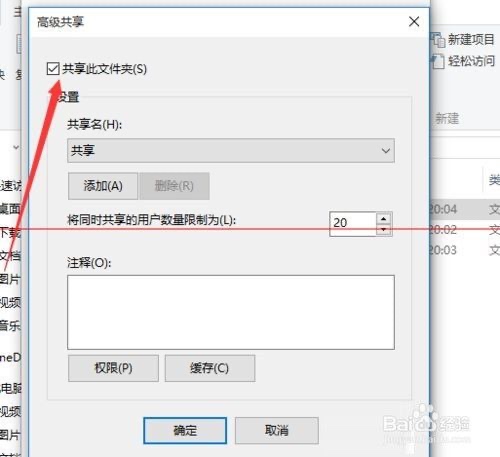 高级共享
共享此文件夹(S)
设置
共享名(H):
共享
添加(A)
删除(R)
将同时共享的用户数量限制为(L):
20
注释(O):
权限(P)
缓存(C)
确定
取消
新建项目
轻松访问
新建
类
20:04
文
20:02
文
20:03
文
速访
桌面
下载
文档
图片
视频
音乐
neD
电脑
视频
图片
Baidu经验
jingyan.baidu.com